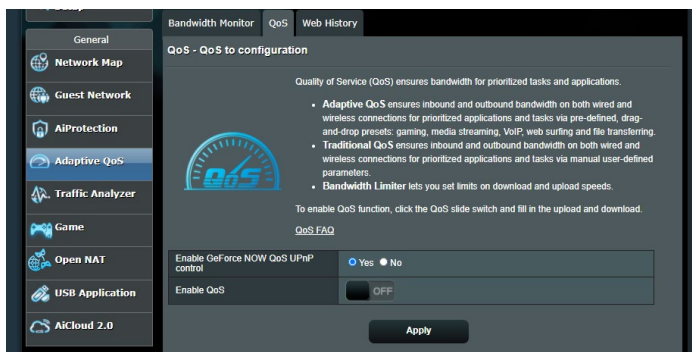 Bandwidth Monitor QoS Web History
General
QoS - QoS to configuration
Network Map
Quality of Service (QoS) ensures bandwidth for prioritized tasks and applications.
Guest Network
• Adaptive QoS ensures inbound and outbound bandwidth on both wired and
wireless connections for prioritized applications and tasks via pre-defined, drag-
and-drop presets: gaming, media streaming, VoIP, web surfing and file transferring.
• Traditional QoS ensures inbound and outbound bandwidth on both wired and
wireless connections for prioritized applications and tasks via manual user-defined
parameters.
• Bandwidth Limiter lets you set limits on download and upload speeds.
AiProtection
Adaptive QoS
QoS
Traffic Analyzer
To enable QoS function, click the QoS slide switch and fill in the upload and download.
Game
QoS FAQ
Open NAT
Enable GeForce NOW QoS UPnP
control
Yes No
USB Application
Enable QoS OFF
AiCloud 2.0
Apply